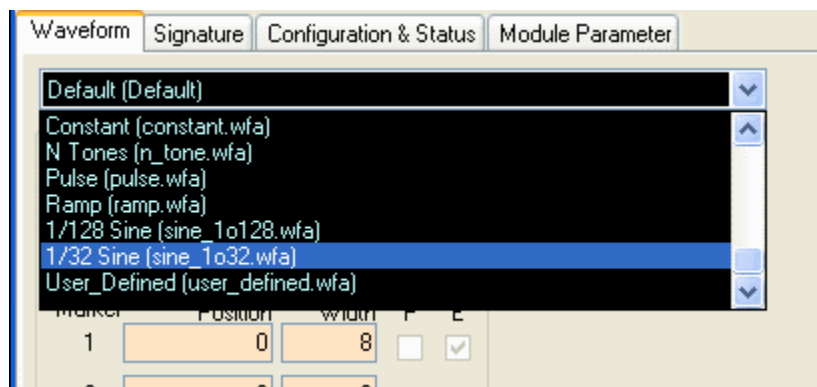 Waveform Signature Configuration & Status Module Parameter
Default (Default)
Constant (constant.wfa)
N Tones (n_tone.wfa)
Pulse (pulse.wfa)
Ramp (ramp.wfa)
1/128 Sine (sine_1o128.wfa)
1/32 Sine (sine_1o32.wfa)
User_Defined (user_defined.wfa)
Marker Position Width
1 0 8